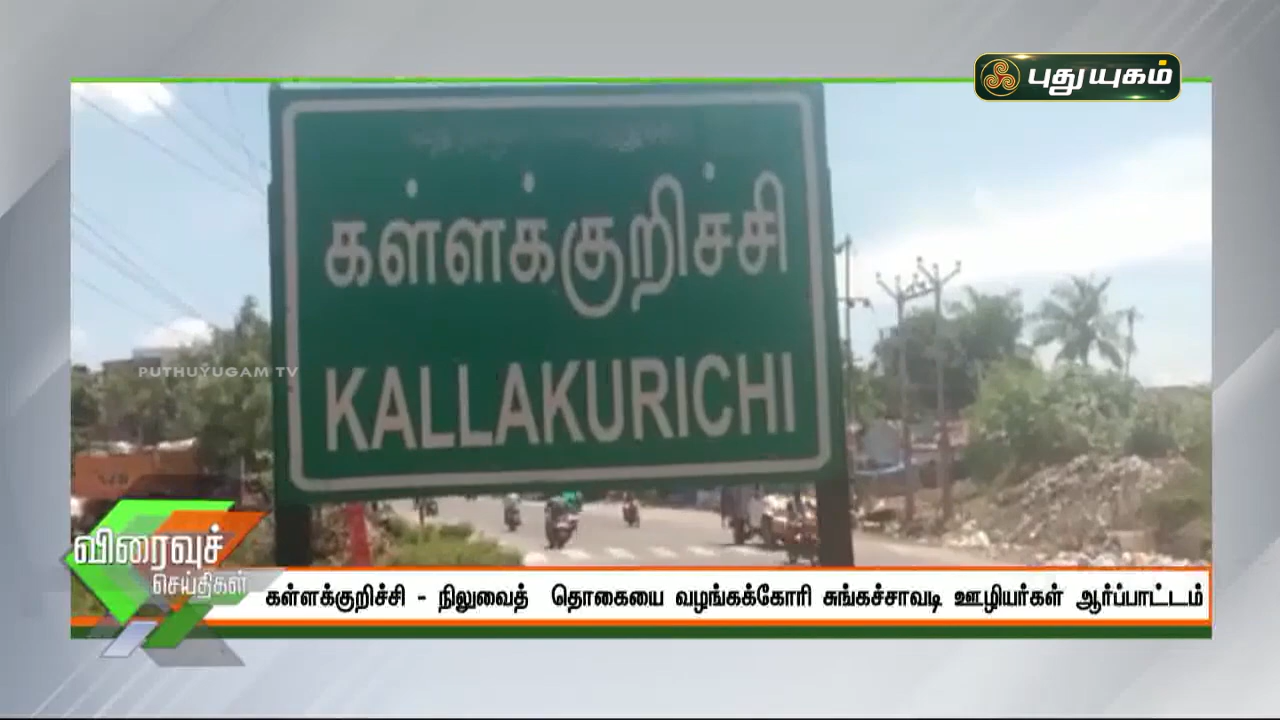 புதுயுகம்
கள்ளக்குறிச்சி
KALLAKURICHI
PUTHUYUGAM TV
விரைவுச்
செய்திகள்
கள்ளக்குறிச்சி - நிலுவைத் தொகையை வழங்கக்கோரி சுங்கச்சாவடி ஊழியர்கள் ஆர்ப்பாட்டம்